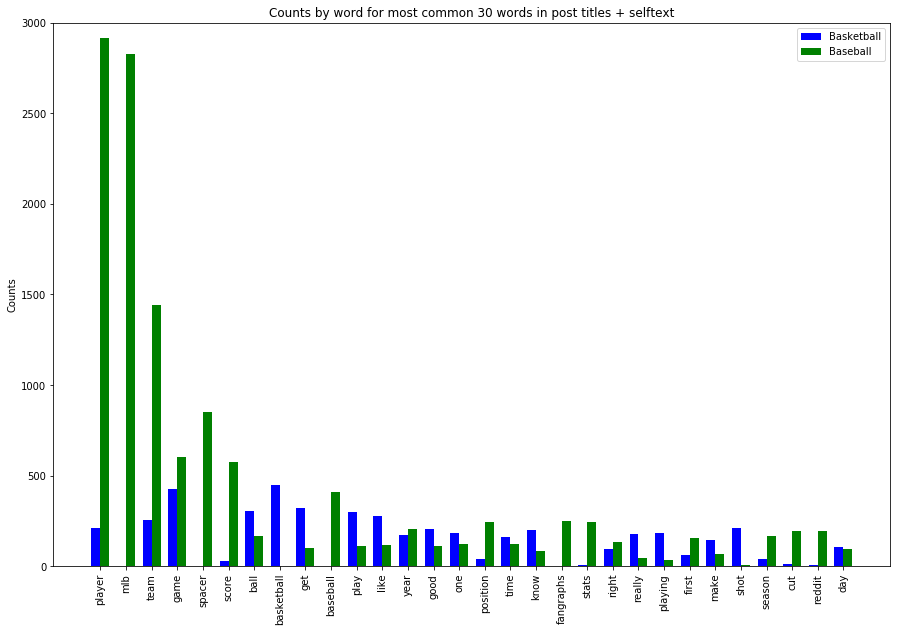 Counts by word for most common 30 words in post titles + selftext
Basketball
Baseball
Counts
3000
2500
2000
1500
1000
500
0
player
mlb
team
game
spacer
score
ball
basketball
get
baseball
play
like
year
good
one
position
time
know
fangraphs
stats
right
really
playing
first
make
shot
season
cut
reddit
day